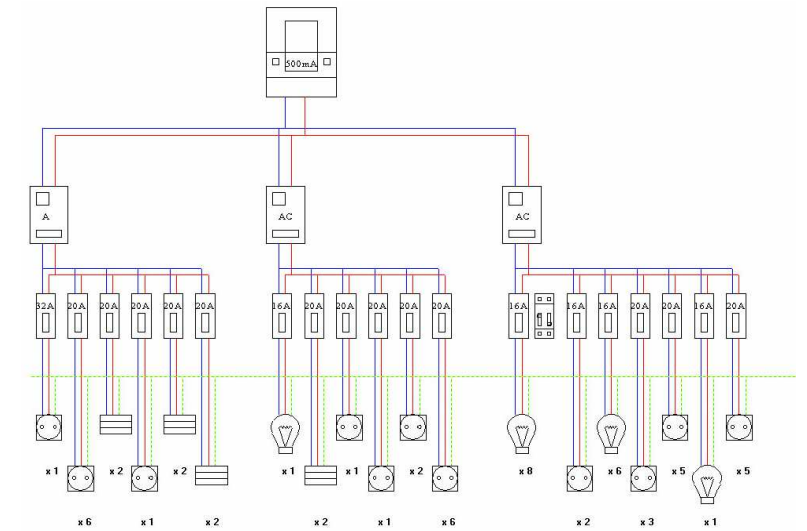 500mA
A AC AC
32A 20A 20A 20A 20A 20A 16A 20A 20A 20A 20A 20A 16A 16A 16A 20A 20A 16A 20A
x 1 x 2 x 2 x 1 x 1 x 2 x 8 x 6 x 5 x 5
x 6 x 1 x 2 x 2 x 1 x 6 x 2 x 3 x 1